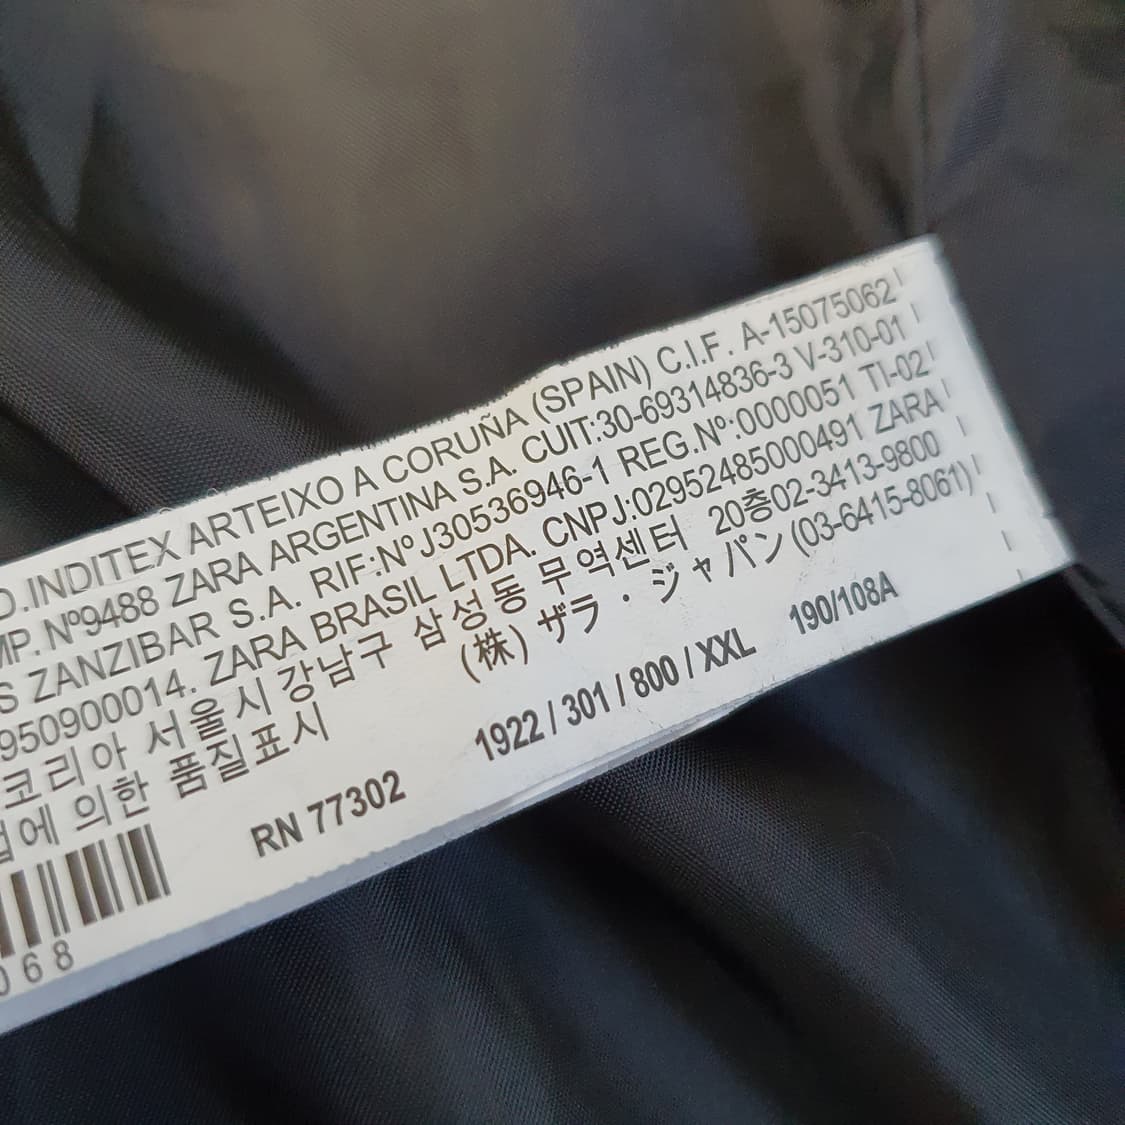 INDITEX ARTEIXO A CORUÑA (SPAIN) C.I.F. A-15075062
Nº9488 ZARA ARGENTINA S.A. CUIT:30-69314836-3 V-310-01
ZANZIBAR S.A. RIF:Nº J30536946-1 REG.Nº:0000051 TI-02
950900014. ZARA BRASIL LTDA. CNPJ:02952485000491 ZARA
코리아 서울시 강남구 삼성동 무역센터 20층02-3413-9800
에 의한 품질표시 (株) ザラ・ジャパン (03-6415-8061)
RN 77302 1922 / 301 / 800 / XXL 190/108A
068